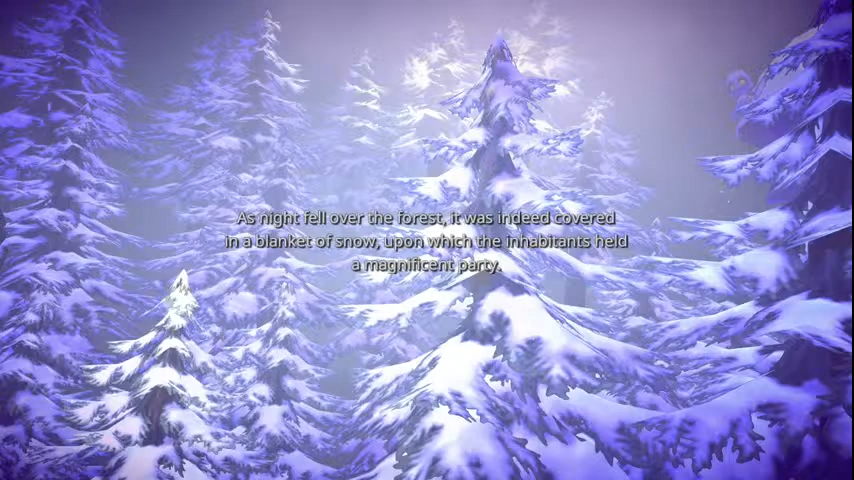 As night fell over the forest, it was indeed covered
in a blanket of snow, upon which the inhabitants held
a magnificent party.